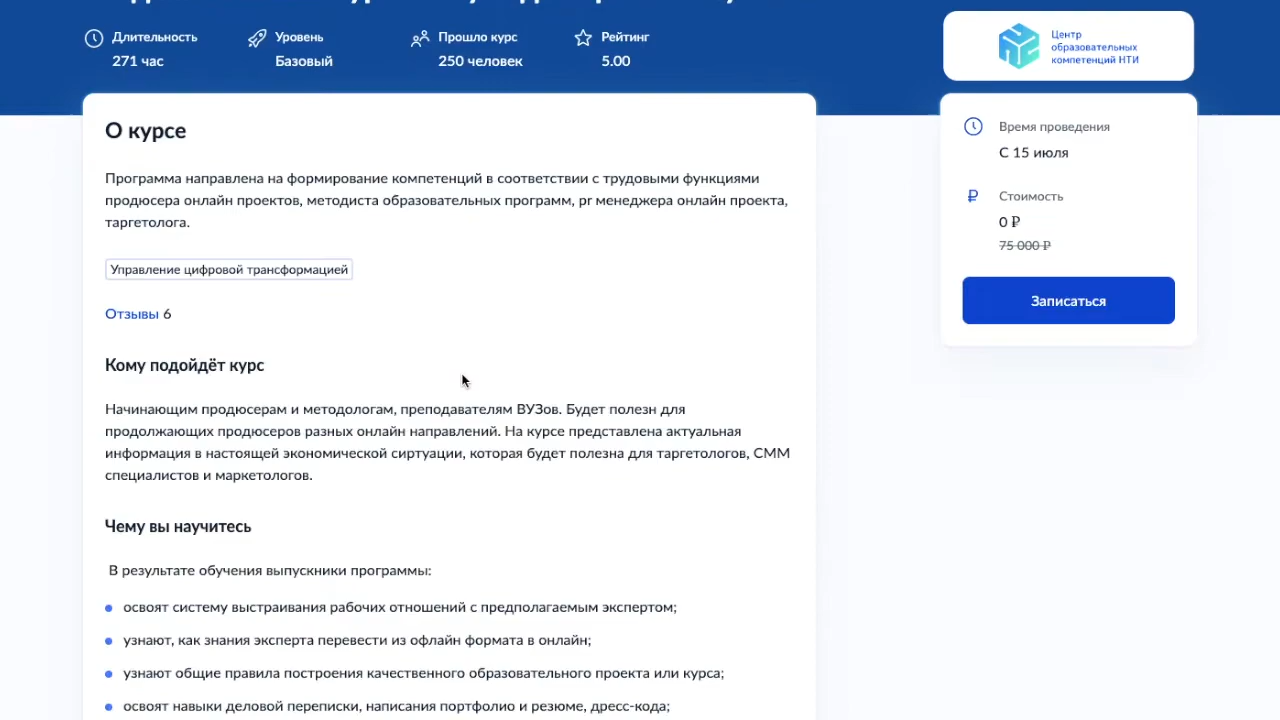 Длительность
271 час
Уровень
Базовый
Прошло курс
250 человек
Рейтинг
5.00
Центр
образовательных
компетенций НТИ
О курсе
Программа направлена на формирование компетенций в соответствии с трудовыми функциями
продюсера онлайн проектов, методиста образовательных программ, pr менеджера онлайн проекта,
таргетолога.
Управление цифровой трансформацией
Отзывы 6
Кому подойдёт курс
Начинающим продюсерам и методологам, преподавателям ВУЗов. Будет полезн для
продолжающих продюсеров разных онлайн направлений. На курсе представлена актуальная
информация в настоящей экономической сиртуации, которая будет полезна для таргетологов, СММ
специалистов и маркетологов.
Чему вы научитесь
В результате обучения выпускники программы:
освоят систему выстраивания рабочих отношений с предполагаемым экспертом;
узнают, как знания эксперта перевести из офлайн формата в онлайн;
узнают общие правила построения качественного образовательного проекта или курса;
освоят навыки деловой переписки, написания портфолио и резюме, дресс-кода;
Время проведения
С 15 июля
₽ Стоимость
0 ₽
75 000 ₽
Записаться